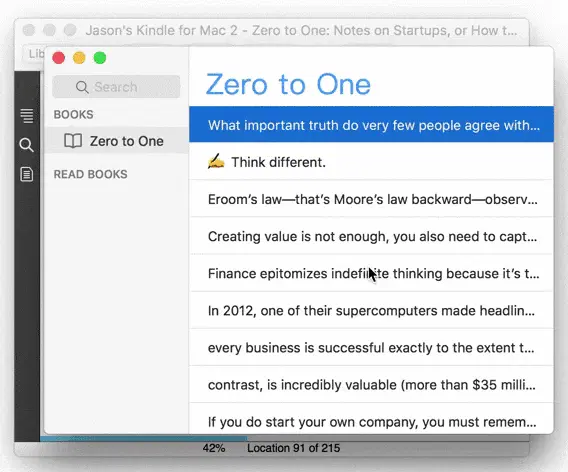 Jason's Kindle for Mac 2 - Zero to One: Notes on Startups, or How t...
Search
Zero to One
BOOKS
Zero to One
READ BOOKS
What important truth do very few people agree with...
✍️ Think different.
Eroom's law—that's Moore's law backward—observ...
Creating value is not enough, you also need to capt...
Finance epitomizes indefinite thinking because it's t...
In 2012, one of their supercomputers made headlin...
every business is successful exactly to the extent t...
contrast, is incredibly valuable (more than $35 milli...
If you do start your own company, you must remem...
42% Location 91 of 215